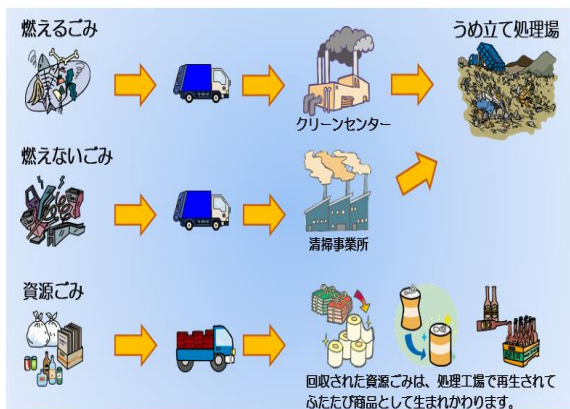 燃えるごみ
うめ立て処理場
クリーンセンター
燃えないごみ
清掃事業所
資源ごみ
回収された資源ごみは、処理工場で再生されて
ふたたび商品として生まれかわります。